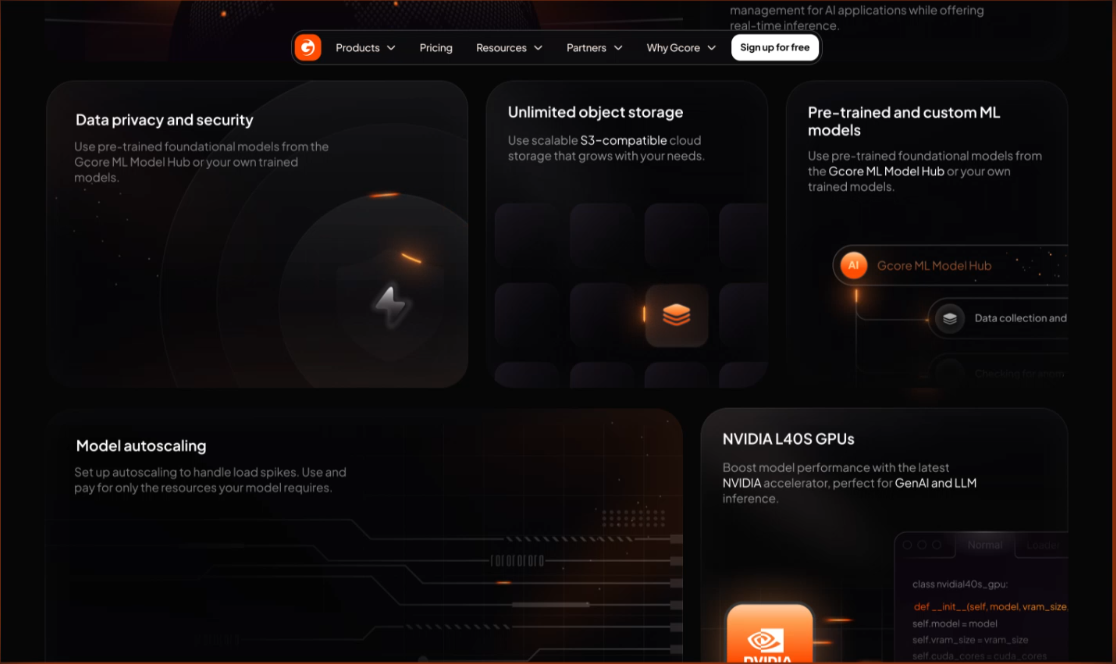 management for AI applications while offering
real-time inference.
Products
Pricing
Resources
Partners
Why Gcore
Sign up for free
Data privacy and security
Use pre-trained foundational models from the
Gcore ML Model Hub or your own trained
models.
Unlimited object storage
Use scalable S3-compatible cloud
storage that grows with your needs.
Pre-trained and custom ML
models
Use pre-trained foundational models from
the Gcore ML Model Hub or your own
trained models.
AI Gcore ML Model Hub
Data collection and
Model autoscaling
Set up autoscaling to handle load spikes. Use and
pay for only the resources your model requires.
NVIDIA L40S GPUs
Boost model performance with the latest
NVIDIA accelerator, perfect for GenAI and LLM
inference.
Normal
class nvidial40s_gpu:
def __init__(self, model, vram_size,
self.model = model
self.vram_size = vram_size
self.cuda_cores = cuda_cores
NVIDIA